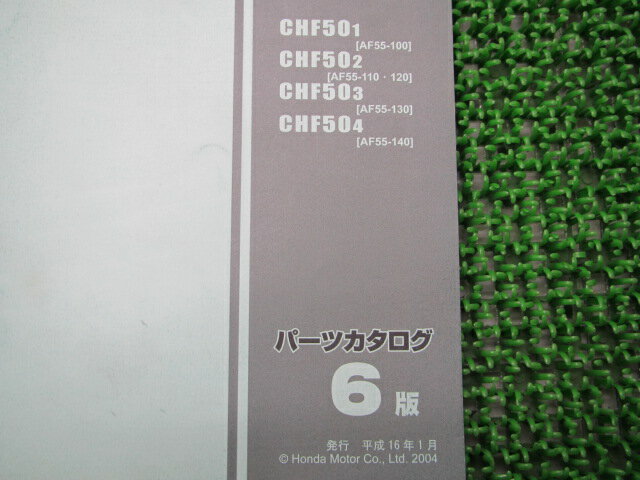 CHF501
[AF55-100]
CHF502
[AF55-110・120]
CHF503
[AF55-130]
CHF504
[AF55-140]
パーツカタログ
6版
発行 平成16年1月
© Honda Motor Co., Ltd. 2004